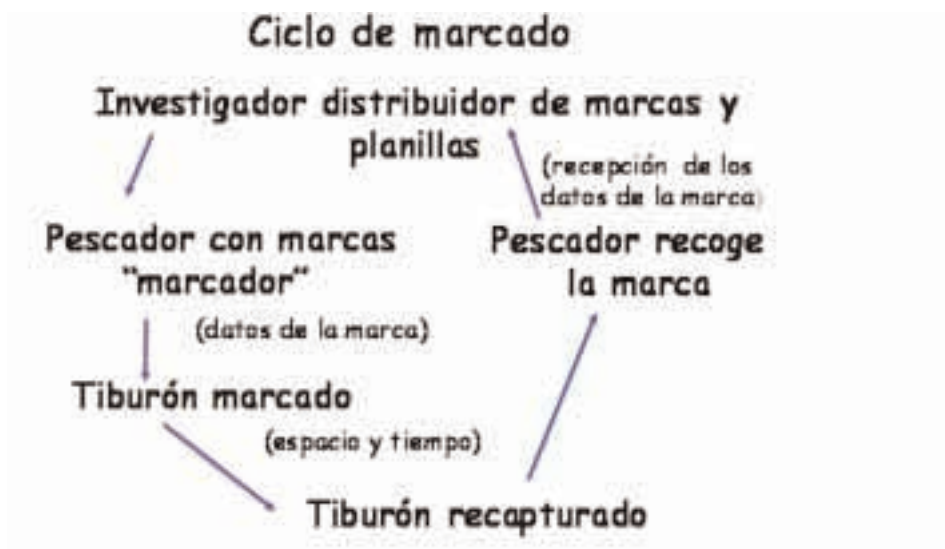 Ciclo de marcado
Investigador distribuidor de marcas y
planillas
(recepción de los
datos de la marca)
Pescador con marcas
"marcador"
Pescador recoge
la marca
(datos de la marca)
Tiburón marcado
(espacio y tiempo)
Tiburón recapturado